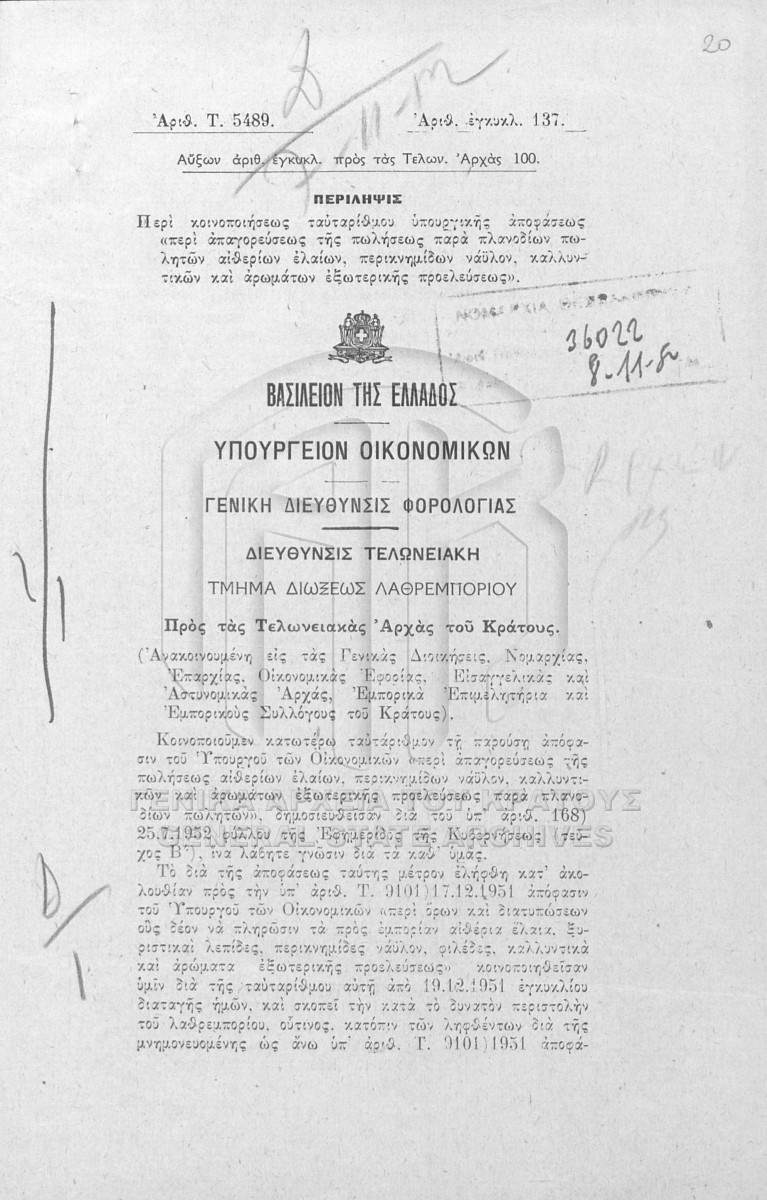 20
Ἀριθ. Τ. 5489. Ἀριθ. ἐγκυκλ. 137.
Αὔξων ἀριθ. ἐγκυκλ. πρὸς τὰς Τελων. Ἀρχὰς 100.
ΠΕΡΙΛΗΨΙΣ
Περὶ κοινοποιήσεως ταὐταρίθμου ὑπουργικῆς ἀποφάσεως
«περὶ ἀπαγορεύσεως τῆς πωλήσεως παρὰ πλανοδίων πω-
λητῶν αἰθερίων ἐλαίων, περικνημίδων νάϋλον, καλλυν-
τικῶν καὶ ἀρωμάτων ἐξωτερικῆς προελεύσεως».
36022
8-11-52
ΒΑΣΙΛΕΙΟΝ ΤΗΣ ΕΛΛΑΔΟΣ
ΥΠΟΥΡΓΕΙΟΝ ΟΙΚΟΝΟΜΙΚΩΝ
ΓΕΝΙΚΗ ΔΙΕΥΘΥΝΣΙΣ ΦΟΡΟΛΟΓΙΑΣ
ΔΙΕΥΘΥΝΣΙΣ ΤΕΛΩΝΕΙΑΚΗ
ΤΜΗΜΑ ΔΙΩΞΕΩΣ ΛΑΘΡΕΜΠΟΡΙΟΥ
Πρὸς τὰς Τελωνειακὰς Ἀρχὰς τοῦ Κράτους.
(Ἀνακοινουμένη εἰς τὰς Γενικὰς Διοικήσεις, Νομαρχίας,
Ἐπαρχίας, Οἰκονομικὰς Ἐφορίας, Εἰσαγγελικὰς καὶ
Ἀστυνομικὰς Ἀρχάς, Ἐμπορικὰ Ἐπιμελητήρια καὶ
Ἐμπορικοὺς Συλλόγους τοῦ Κράτους).
Κοινοποιοῦμεν κατωτέρω ταὐτάριθμον τῇ παρούσῃ ἀπόφα-
σιν τοῦ Ὑπουργοῦ τῶν Οἰκονομικῶν «περὶ ἀπαγορεύσεως τῆς
πωλήσεως αἰθερίων ἐλαίων, περικνημίδων νάϋλον, καλλυντι-
κῶν καὶ ἀρωμάτων ἐξωτερικῆς προελεύσεως παρὰ πλανο-
δίων πωλητῶν», δημοσιευθεῖσαν διὰ τοῦ ὑπ' ἀριθ. 168)
25.7.1952 φύλλου τῆς Ἐφημερίδος τῆς Κυβερνήσεως (τεῦ-
χος Β'), ἵνα λάβητε γνῶσιν διὰ τὰ καθ' ὑμᾶς.
Τὸ διὰ τῆς ἀποφάσεως ταύτης μέτρον ἐλήφθη κατ' ἀκο-
λουθίαν πρὸς τὴν ὑπ' ἀριθ. Τ. 9101)17.12.1951 ἀπόφασιν
τοῦ Ὑπουργοῦ τῶν Οἰκονομικῶν «περὶ ὅρων καὶ διατυπώσεων
οὓς δέον νὰ πληρῶσιν τὰ πρὸς ἐμπορίαν αἰθέρια ἔλαια, ξυ-
ριστικαὶ λεπίδες, περικνημίδες νάϋλον, φιλέδες, καλλυντικὰ
καὶ ἀρώματα ἐξωτερικῆς προελεύσεως» κοινοποιηθεῖσαν
ὑμῖν διὰ τῆς ταὐταρίθμου αὐτῇ ἀπὸ 19.12.1951 ἐγκυκλίου
διαταγῆς ἡμῶν, καὶ σκοπεῖ τὴν κατὰ τὸ δυνατὸν περιστολὴν
τοῦ λαθρεμπορίου, οὗτινος, κατόπιν τῶν ληφθέντων διὰ τῆς
μνημονευομένης ὡς ἄνω ὑπ' ἀριθ. Τ. 9101)1951 ἀποφά-
ΓΕΝΙΚΑ ΑΡΧΕΙΑ ΤΟΥ ΚΡΑΤΟΥΣ
GENERAL STATE ARCHIVES